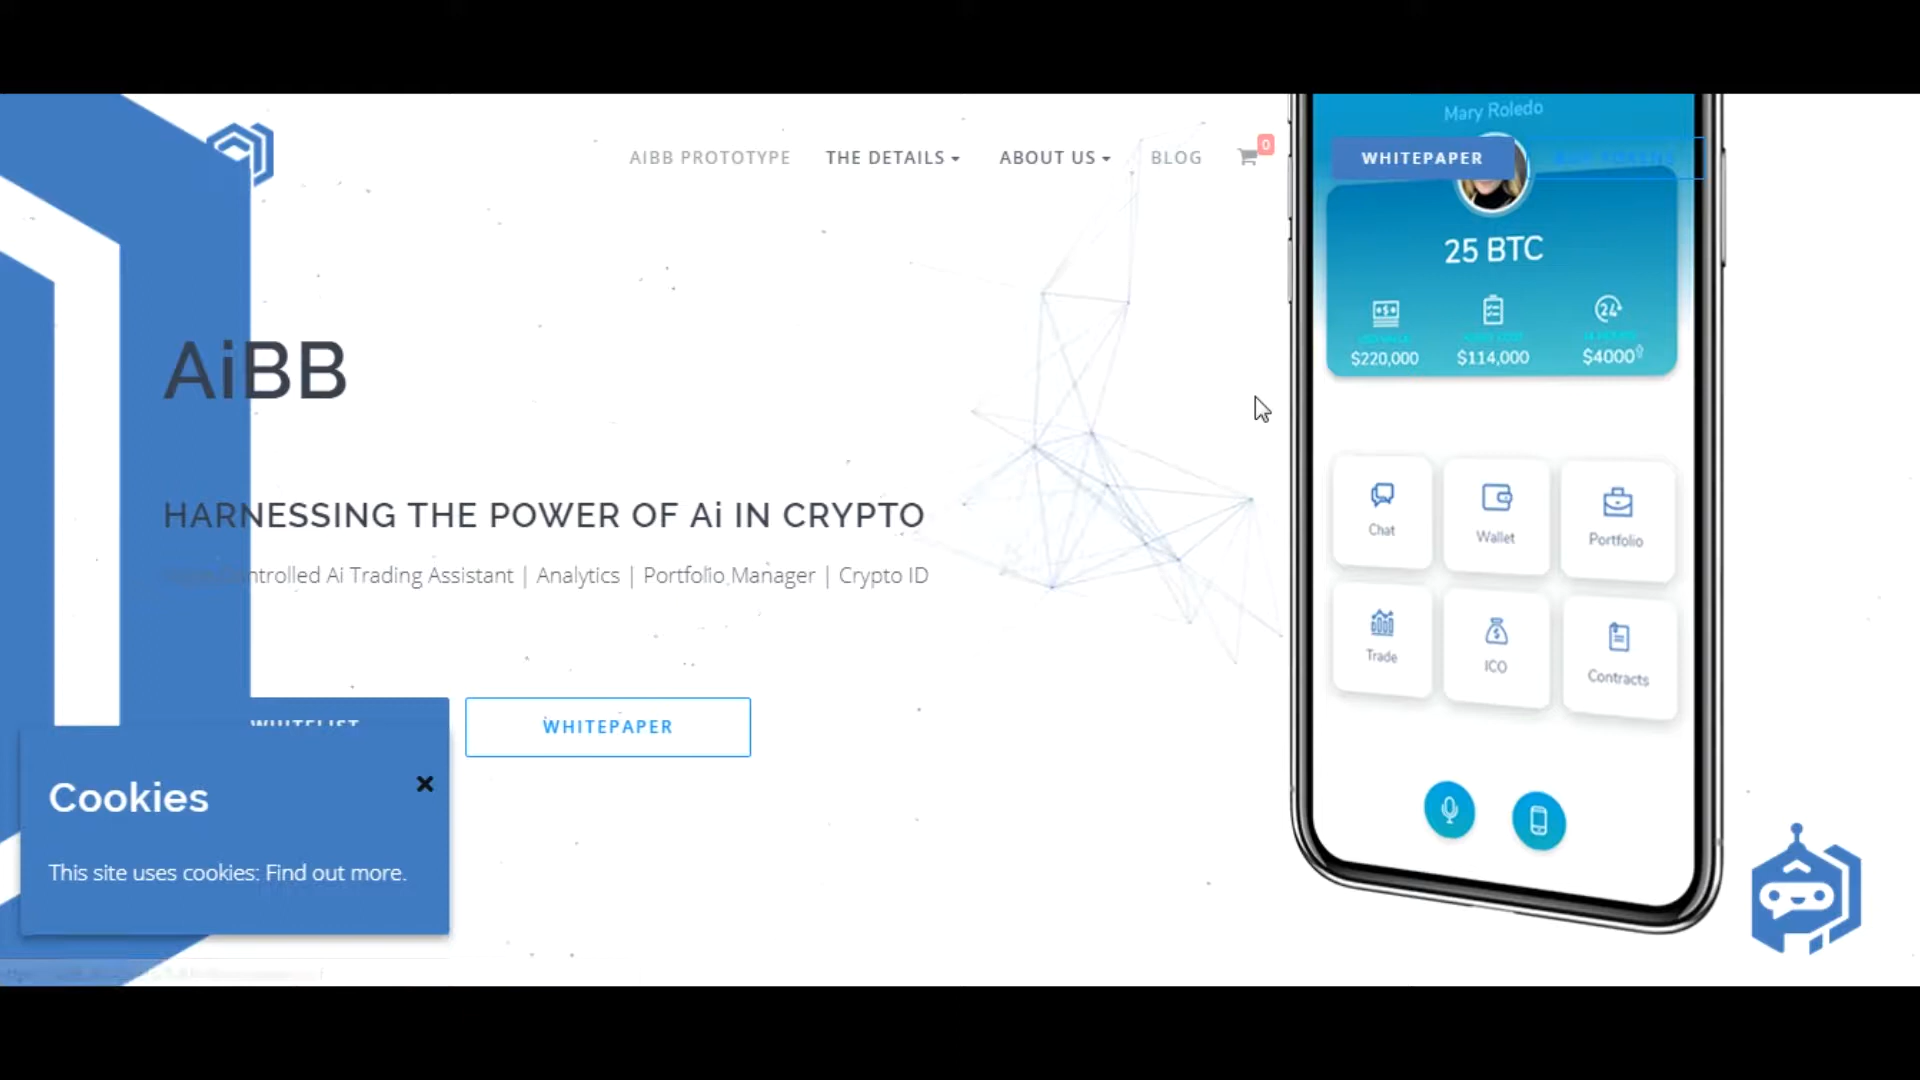 Mary Roledo
AIBB PROTOTYPE THE DETAILS ABOUT US BLOG 0 WHITEPAPER
25 BTC
$220,000 $114,000 $4000
AiBB
HARNESSING THE POWER OF Ai IN CRYPTO
Controlled Ai Trading Assistant | Analytics | Portfolio Manager | Crypto ID
Chat Wallet Portfolio
Trade ICO Contracts
WHITELIST WHITEPAPER
Cookies
This site uses cookies: Find out more.